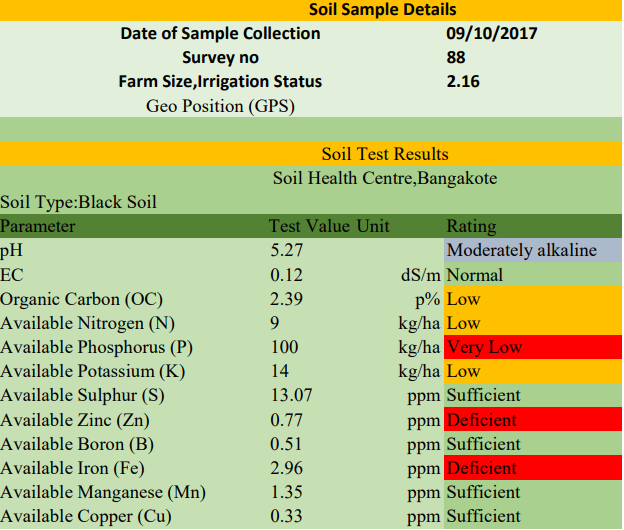 Soil Sample Details
Date of Sample Collection 09/10/2017
Survey no 88
Farm Size,Irrigation Status 2.16
Geo Position (GPS)
Soil Test Results
Soil Health Centre,Bangakote
Soil Type:Black Soil
Parameter Test Value Unit Rating
pH 5.27 Moderately alkaline
EC 0.12 dS/m Normal
Organic Carbon (OC) 2.39 p% Low
Available Nitrogen (N) 9 kg/ha Low
Available Phosphorus (P) 100 kg/ha Very Low
Available Potassium (K) 14 kg/ha Low
Available Sulphur (S) 13.07 ppm Sufficient
Available Zinc (Zn) 0.77 ppm Deficient
Available Boron (B) 0.51 ppm Sufficient
Available Iron (Fe) 2.96 ppm Deficient
Available Manganese (Mn) 1.35 ppm Sufficient
Available Copper (Cu) 0.33 ppm Sufficient